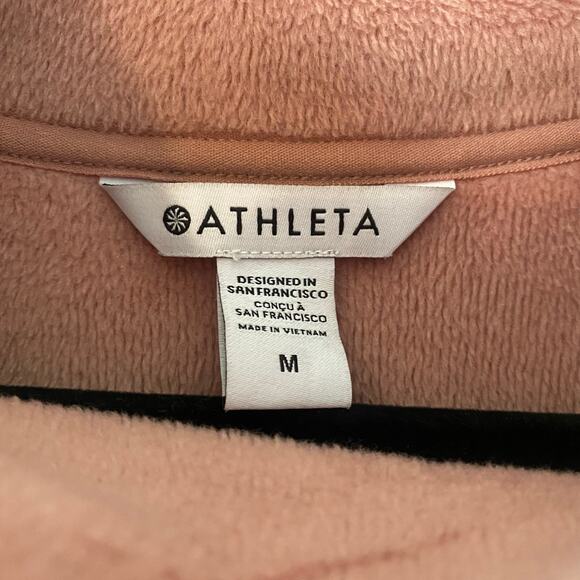 ATHLETA
DESIGNED IN
SAN FRANCISCO
CONÇU À
SAN FRANCISCO
MADE IN VIETNAM
M